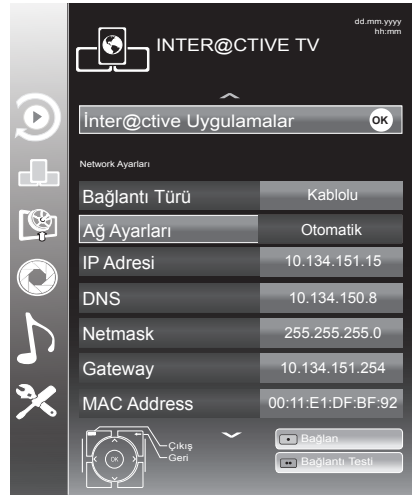 dd.mm.yyyy
hh:mm
INTER@CTIVE TV
İnter@ctive Uygulamalar OK
Network Ayarları
Bağlantı Türü Kablolu
Ağ Ayarları Otomatik
IP Adresi 10.134.151.15
DNS 10.134.150.8
Netmask 255.255.255.0
Gateway 10.134.151.254
MAC Address 00:11:E1:DF:BF:92
OK
Çıkış
Geri
Bağlan
Bağlantı Testi